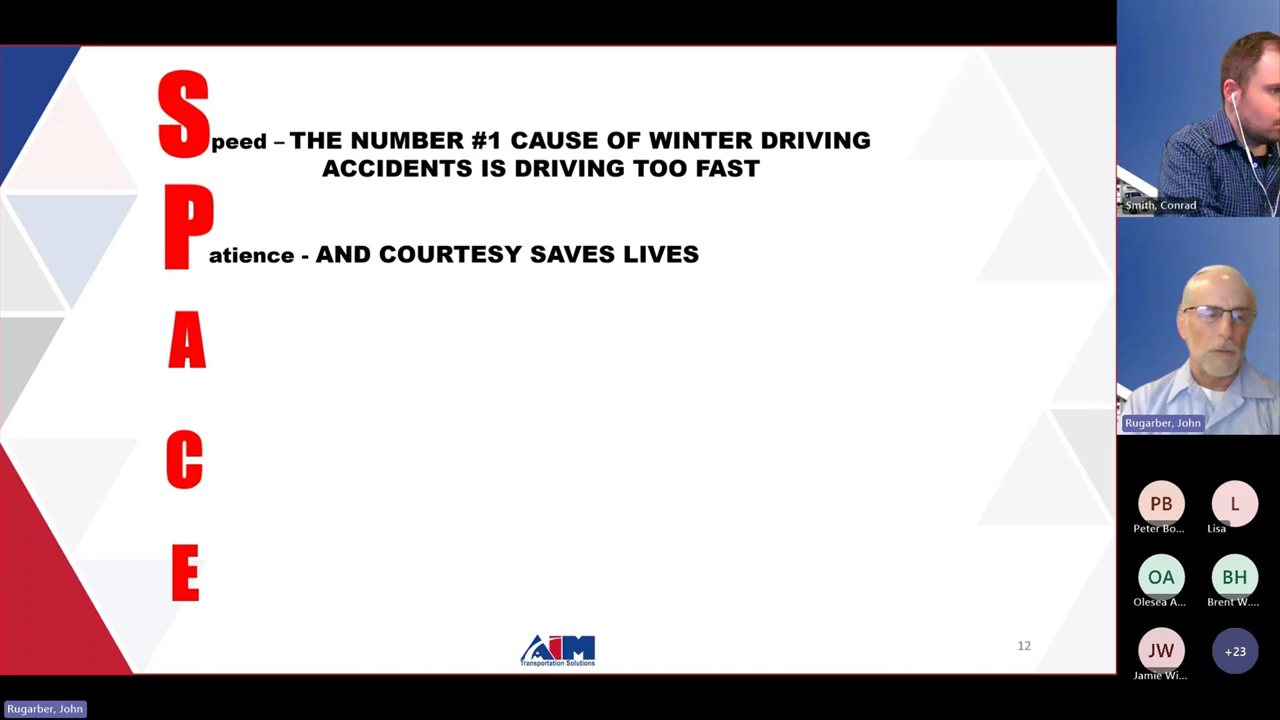 Speed – THE NUMBER #1 CAUSE OF WINTER DRIVING
ACCIDENTS IS DRIVING TOO FAST
Patience - AND COURTESY SAVES LIVES
A
C
E
AIM
Transportation Solutions
12
Smith, Conrad
Rugarber, John
PB
Peter Bo...
L
Lisa
OA
Olesea A...
BH
Brent W....
JW
Jamie Wi...
+23
Rugarber, John